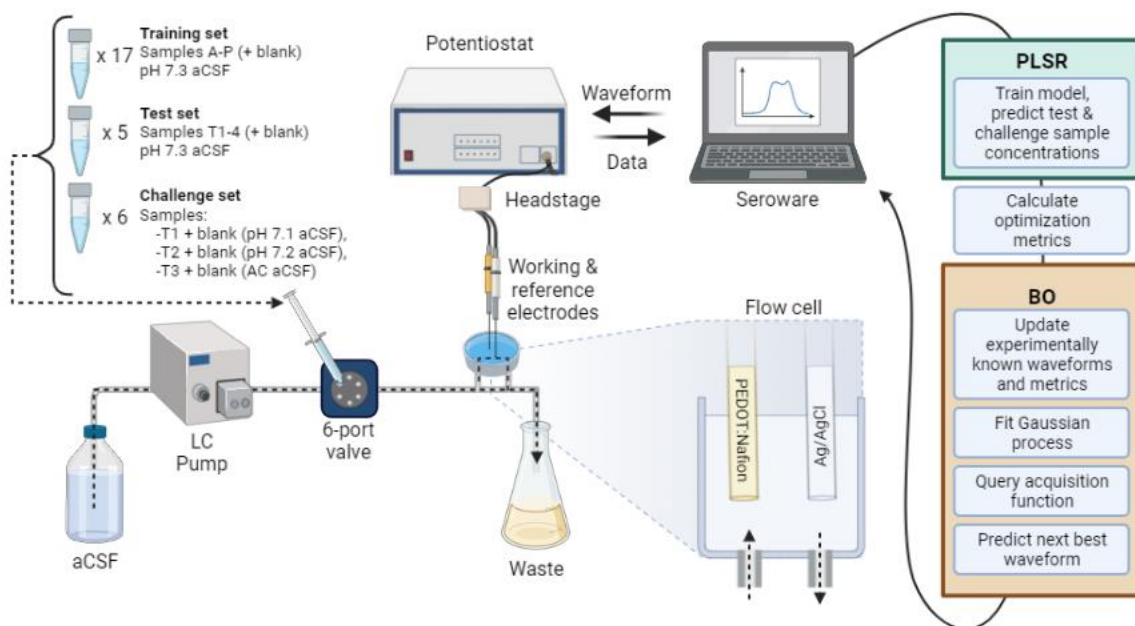 Training set
x 17
Samples A-P (+ blank)
pH 7.3 aCSF
Test set
x 5
Samples T1-4 (+ blank)
pH 7.3 aCSF
Challenge set
x 6
Samples:
-T1 + blank (pH 7.1 aCSF),
-T2 + blank (pH 7.2 aCSF),
-T3 + blank (AC aCSF)
Potentiostat
Waveform
Data
Seroware
Headstage
Working &
reference
electrodes
Flow cell
PEDOT:Nafion
Ag/AgCl
LC
Pump
6-port
valve
aCSF
Waste
PLSR
Train model,
predict test &
challenge sample
concentrations
Calculate
optimization
metrics
BO
Update
experimentally
known waveforms
and metrics
Fit Gaussian
process
Query acquisition
function
Predict next best
waveform